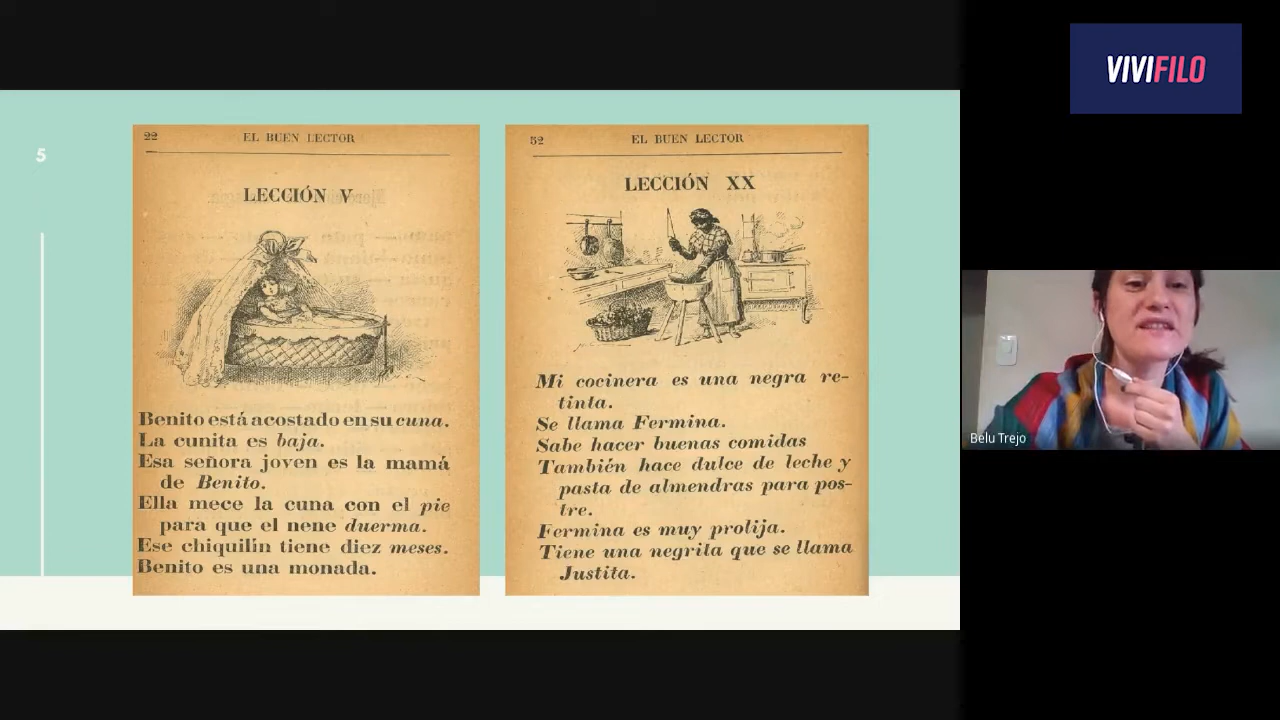 VIVIFILO
5
22 EL BUEN LECTOR
LECCIÓN V
Benito está acostado en su cuna.
La cunita es baja.
Esa señora joven es la mamá
de Benito.
Ella mece la cuna con el pie
para que el nene duerma.
Ese chiquilín tiene diez meses.
Benito es una monada.
52 EL BUEN LECTOR
LECCIÓN XX
Mi cocinera es una negra re-
tinta.
Se llama Fermina.
Sabe hacer buenas comidas
También hace dulce de leche y
pasta de almendras para pos-
tre.
Fermina es muy prolija.
Tiene una negrita que se llama
Justita.
Belu Trejo